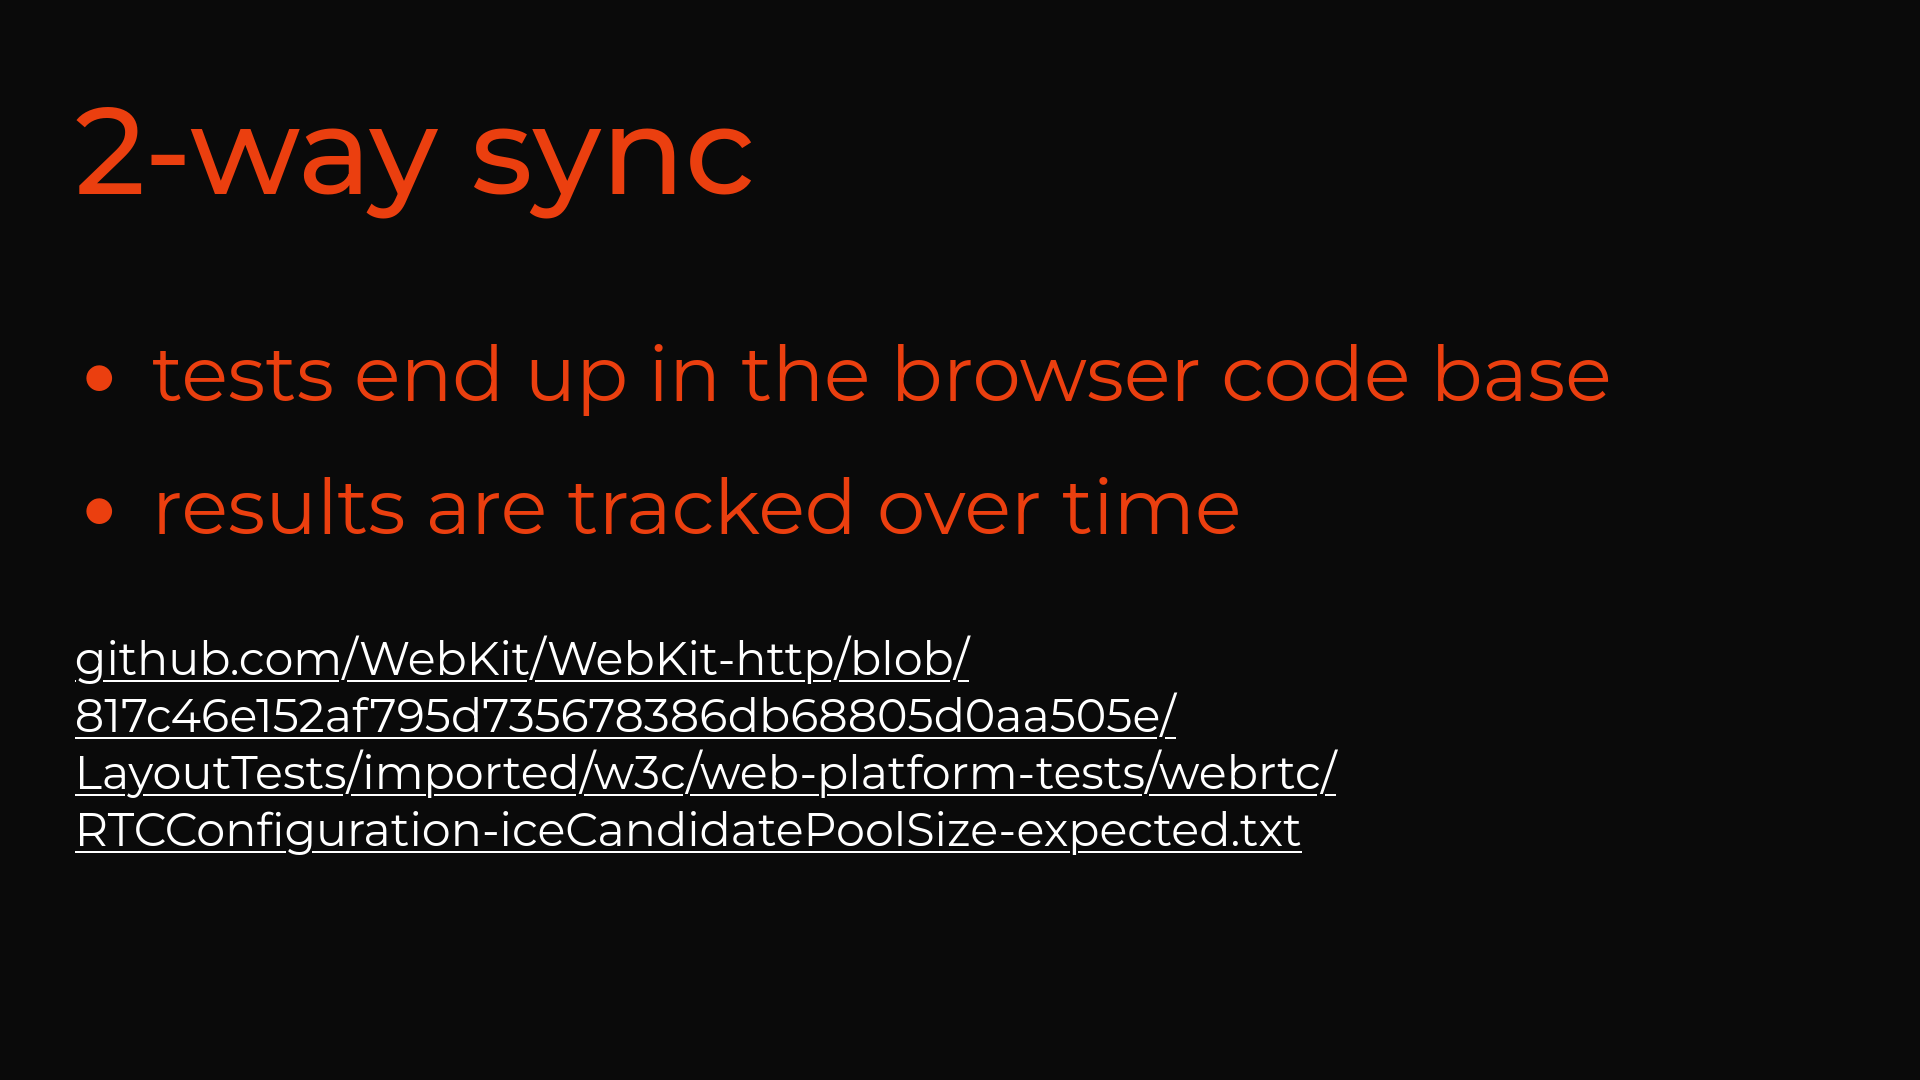 2-way sync
• tests end up in the browser code base
• results are tracked over time
github.com/WebKit/WebKit-http/blob/
817c46e152af795d735678386db68805d0aa505e/
LayoutTests/imported/w3c/web-platform-tests/webrtc/
RTCConfiguration-iceCandidatePoolSize-expected.txt